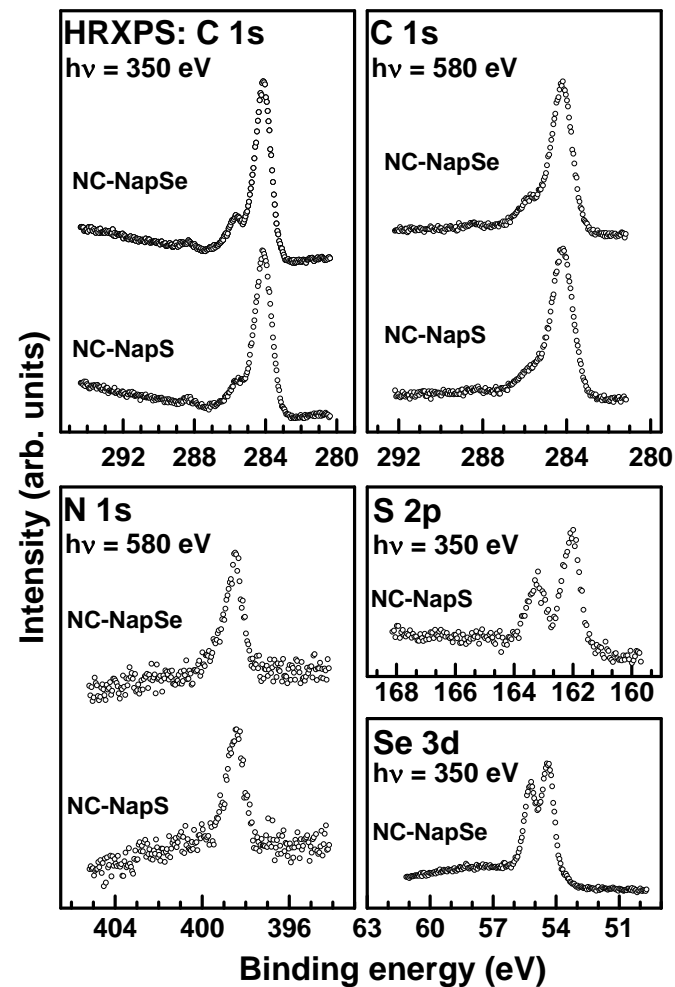 HRXPS: C 1s
hν = 350 eV
NC-NapSe
NC-NapS
292 288 284 280
C 1s
hν = 580 eV
NC-NapSe
NC-NapS
292 288 284 280
N 1s
hν = 580 eV
NC-NapSe
NC-NapS
404 400 396
S 2p
hν = 350 eV
NC-NapS
168 166 164 162 160
Se 3d
hν = 350 eV
NC-NapSe
63 60 57 54 51
Intensity (arb. units)
Binding energy (eV)